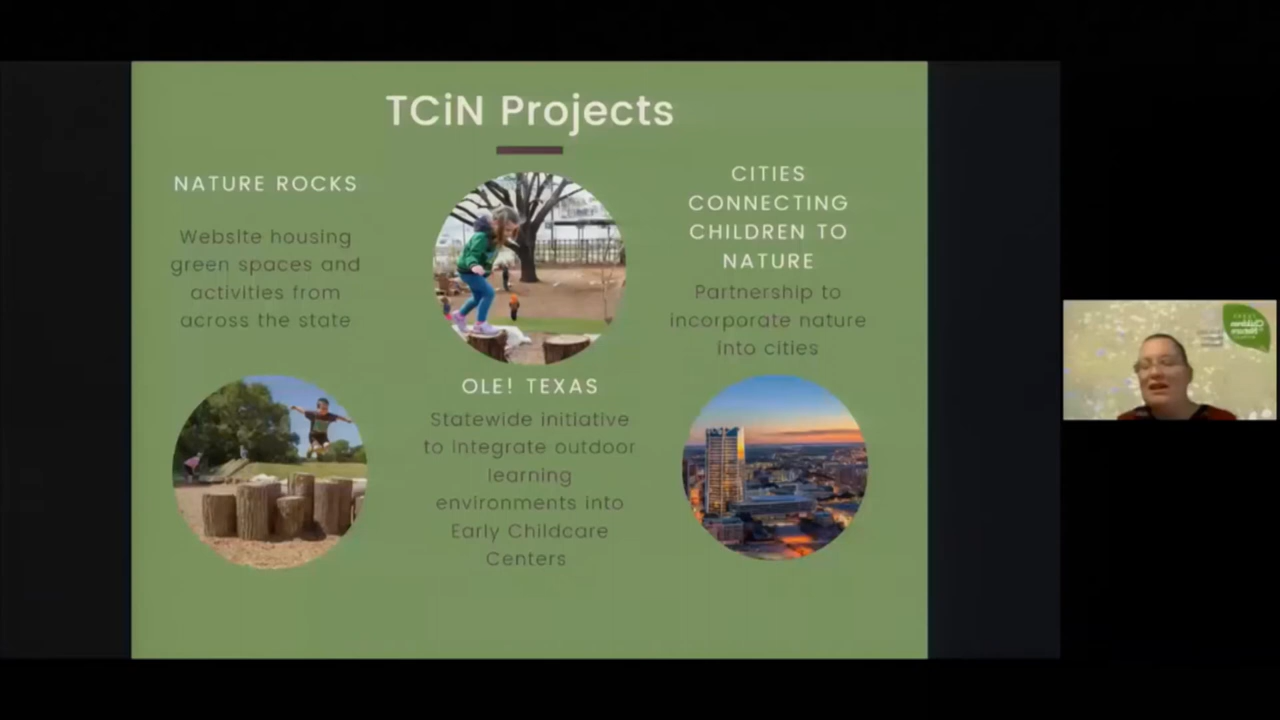 TCiN Projects
NATURE ROCKS
Website housing
green spaces and
activities from
across the state
OLE! TEXAS
Statewide initiative
to integrate outdoor
learning
environments into
Early Childcare
Centers
CITIES
CONNECTING
CHILDREN TO
NATURE
Partnership to
incorporate nature
into cities
Children
Nature